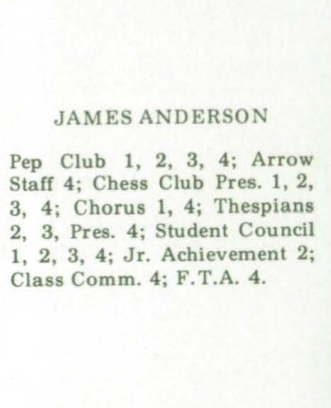 JAMES ANDERSON
Pep Club 1, 2, 3, 4; Arrow
Staff 4; Chess Club Pres. 1, 2,
3, 4; Chorus 1, 4; Thespians
2, 3, Pres. 4; Student Council
1, 2, 3, 4; Jr. Achievement 2;
Class Comm. 4; F.T.A. 4.